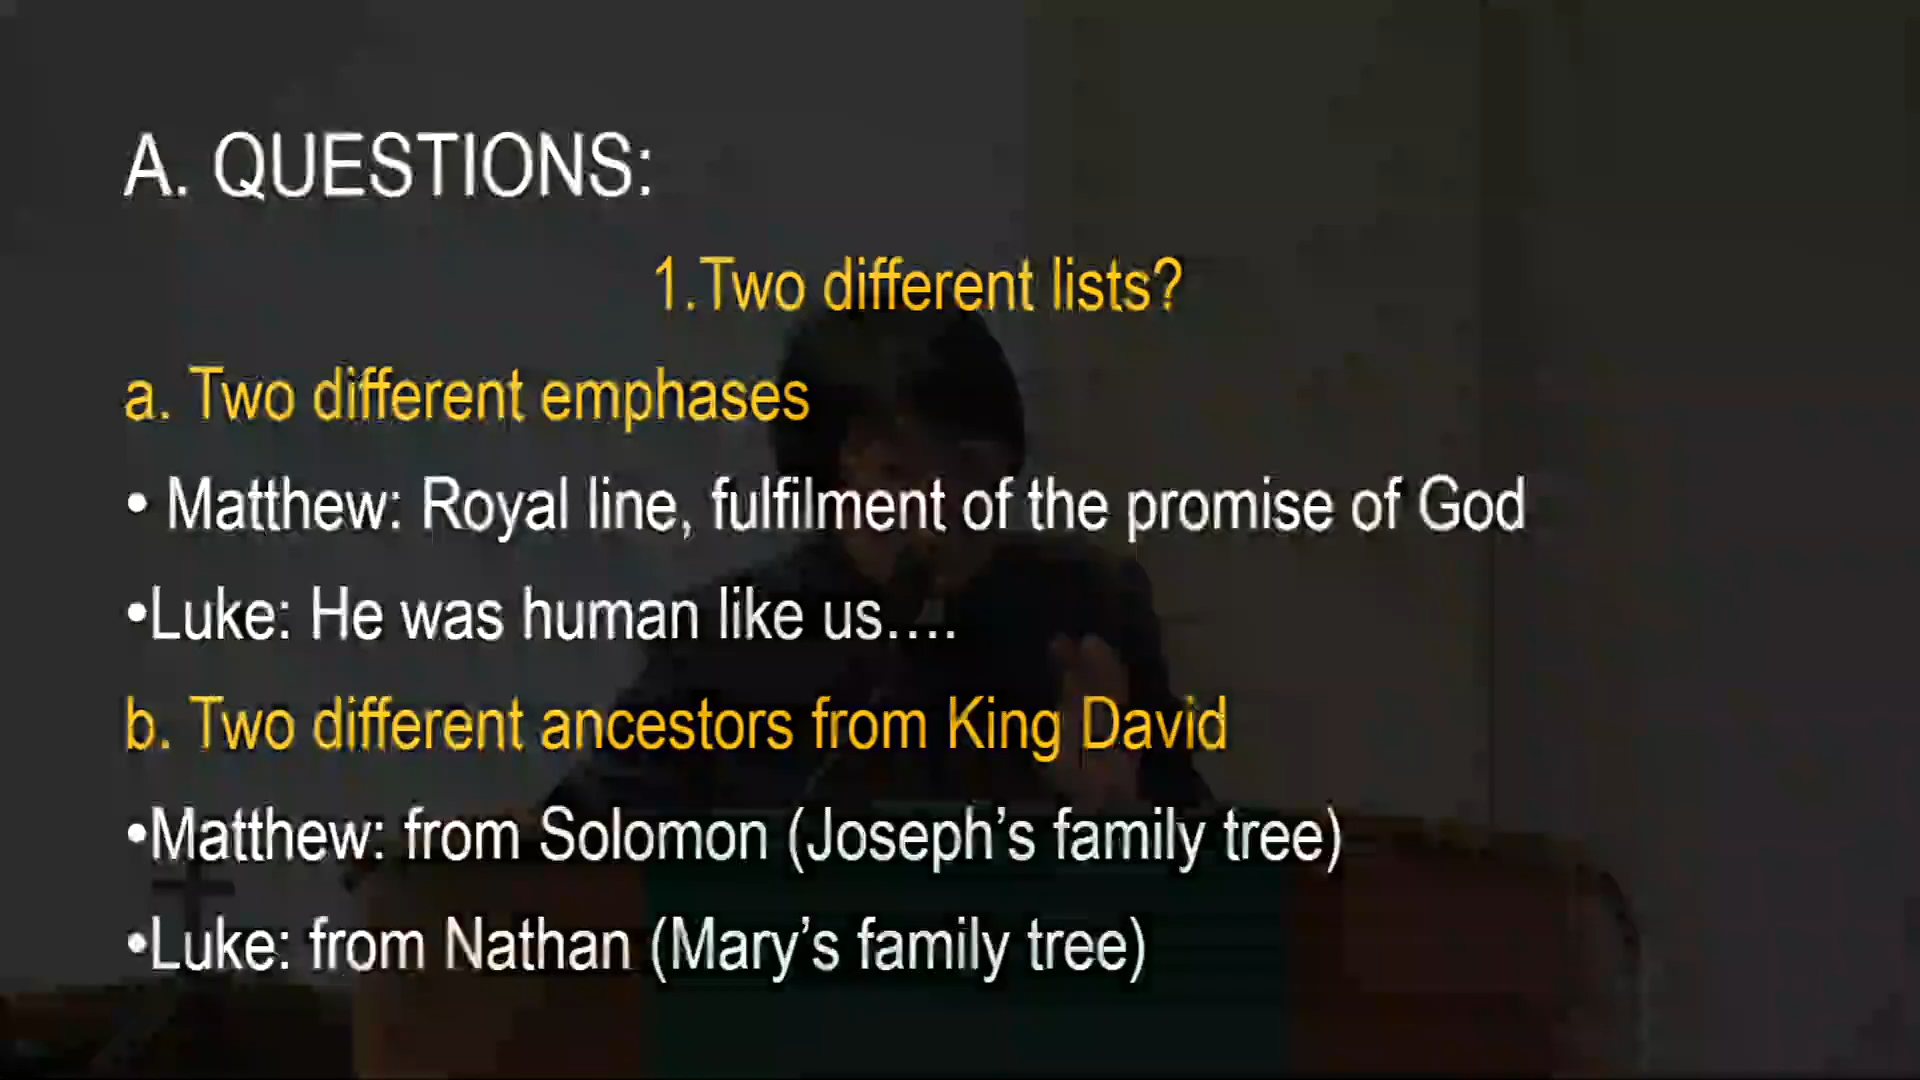 A. QUESTIONS:
1.Two different lists?
a. Two different emphases
• Matthew: Royal line, fulfilment of the promise of God
•Luke: He was human like us….
b. Two different ancestors from King David
•Matthew: from Solomon (Joseph’s family tree)
•Luke: from Nathan (Mary’s family tree)